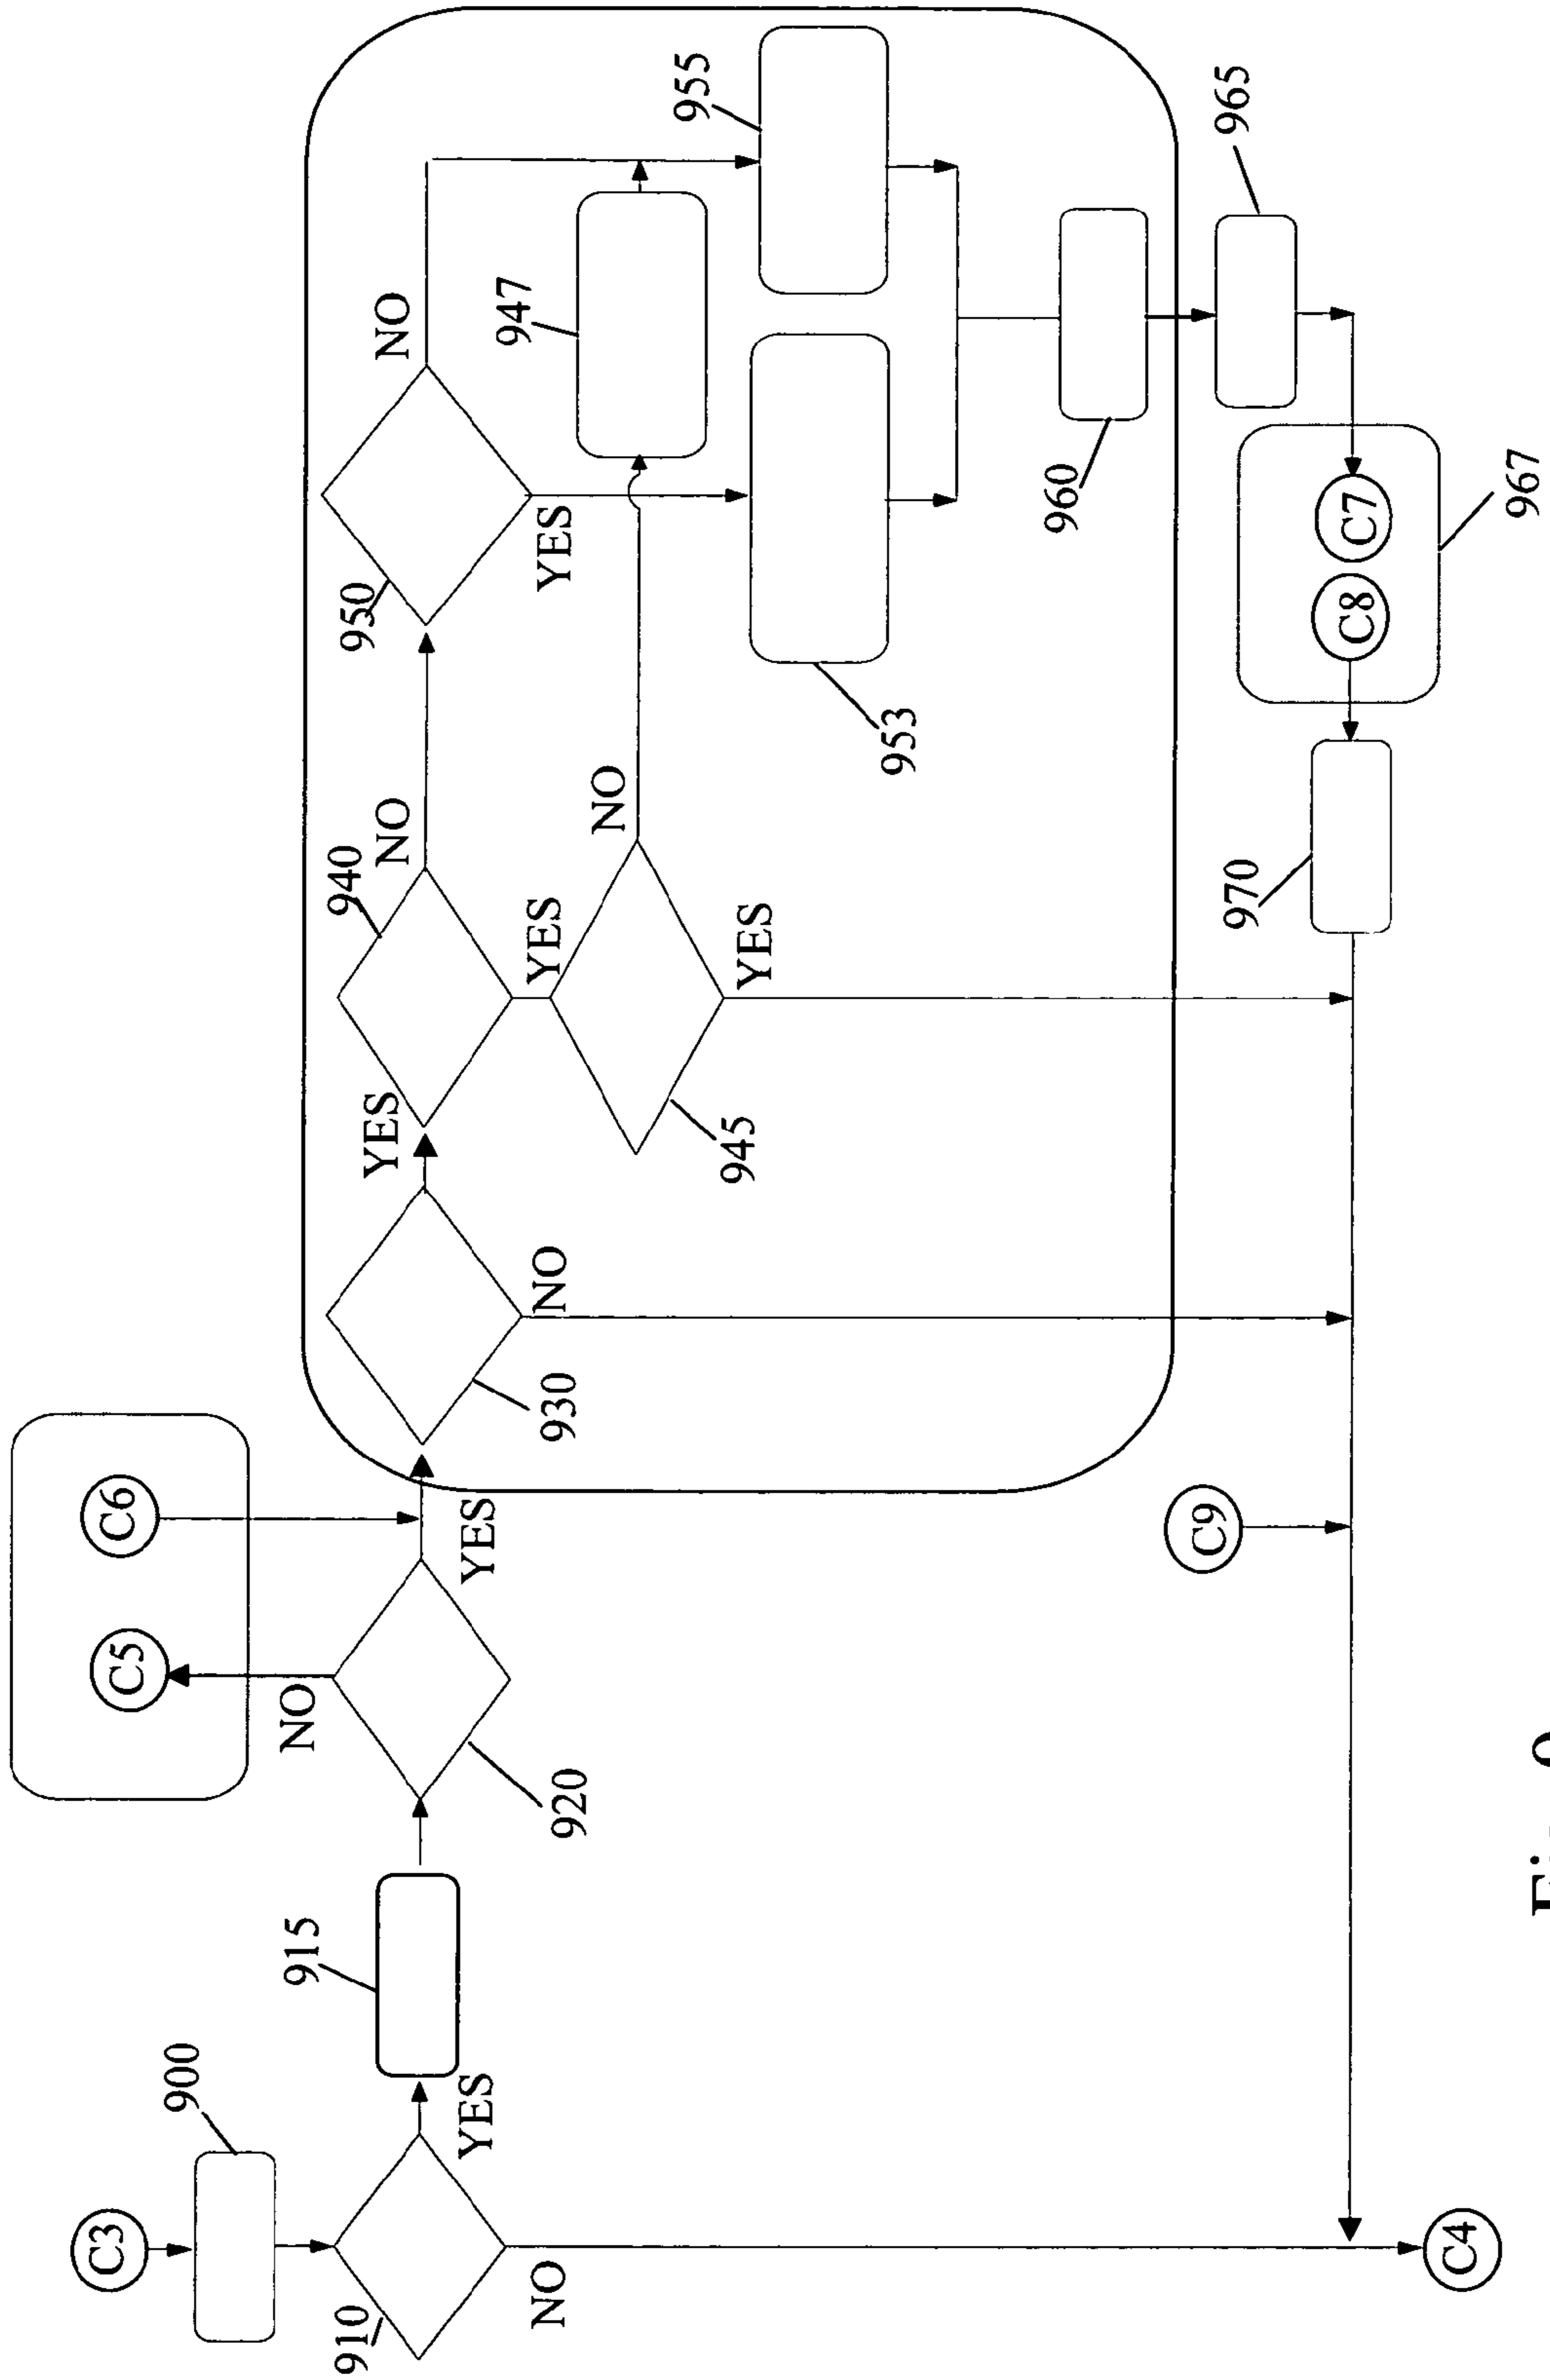 C3
C5
C6
900
915
NO
910
940
950
YES
NO
NO
YES
YES
947
NO
920
930
NO
YES
YES
NO
955
945
YES
953
960
C9
970
965
C8
C7
C4
967